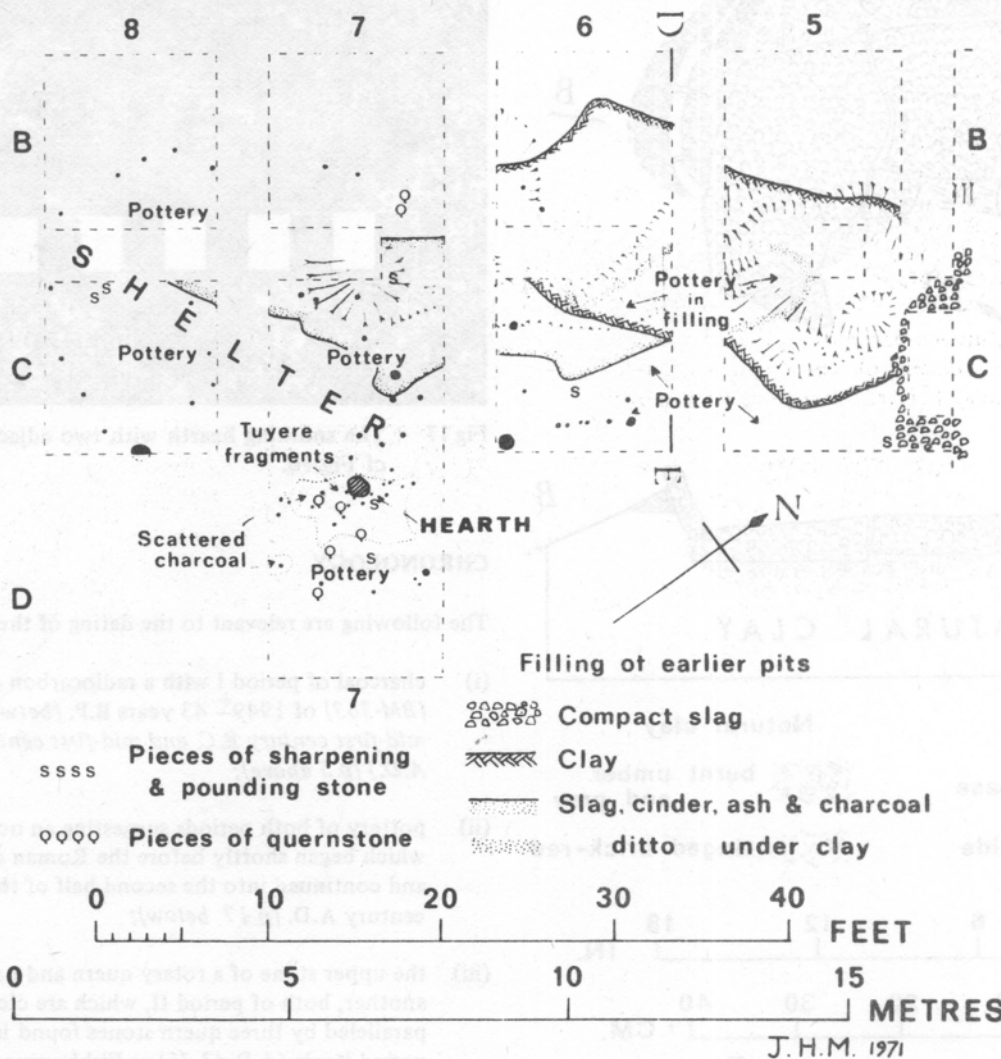 8 7 6 5
B B
Pottery
SHELTER
S
ss
Pottery
in
filling
C C
Pottery Pottery
S
Pottery
S
Tuyere
fragments
S
HEARTH
Scattered
charcoal
S
Pottery
N
D
7
Filling of earlier pits
Compact slag
Clay
Slag, cinder, ash & charcoal
ditto under clay
ssss Pieces of sharpening
& pounding stone
Pieces of quernstone
0 10 20 30 40 FEET
0 5 10 15 METRES
J.H.M. 1971